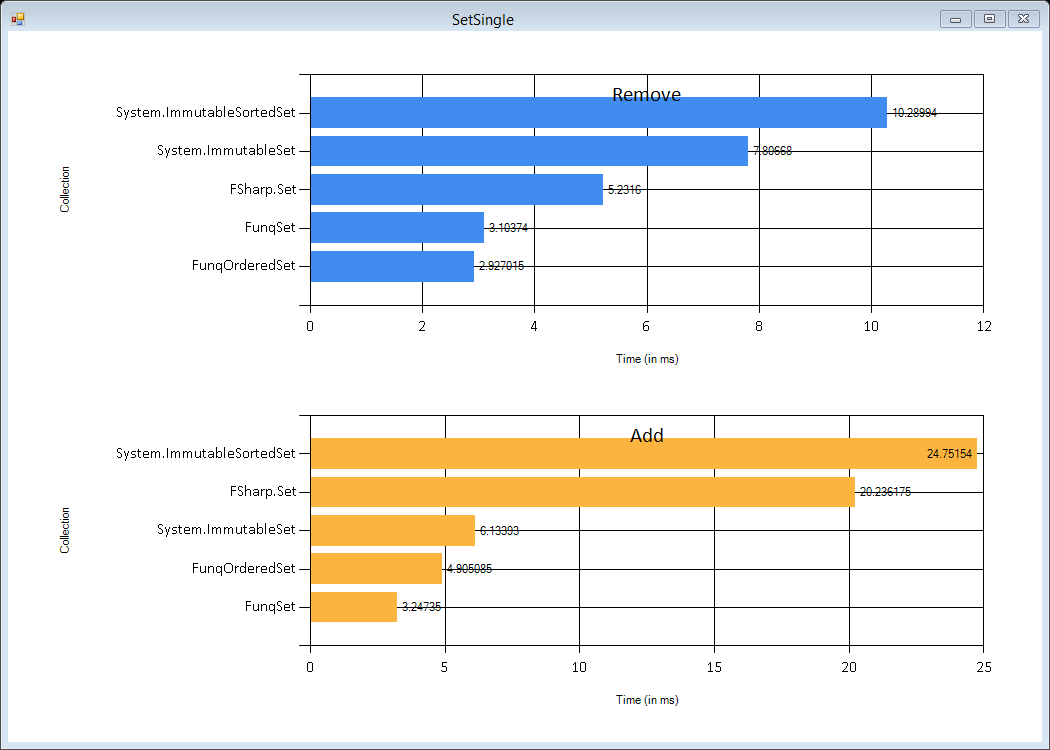 SetSingle
Remove
System.ImmutableSortedSet 10.28994
System.ImmutableSet 7.80668
FSharp.Set 5.2316
FunqSet 3.10374
FunqOrderedSet 2.927015
Collection
0 2 4 6 8 10 12
Time (in ms)
Add
System.ImmutableSortedSet 24.75154
FSharp.Set 20.236175
System.ImmutableSet 6.13393
FunqOrderedSet 4.905085
FunqSet 3.24735
Collection
0 5 10 15 20 25
Time (in ms)